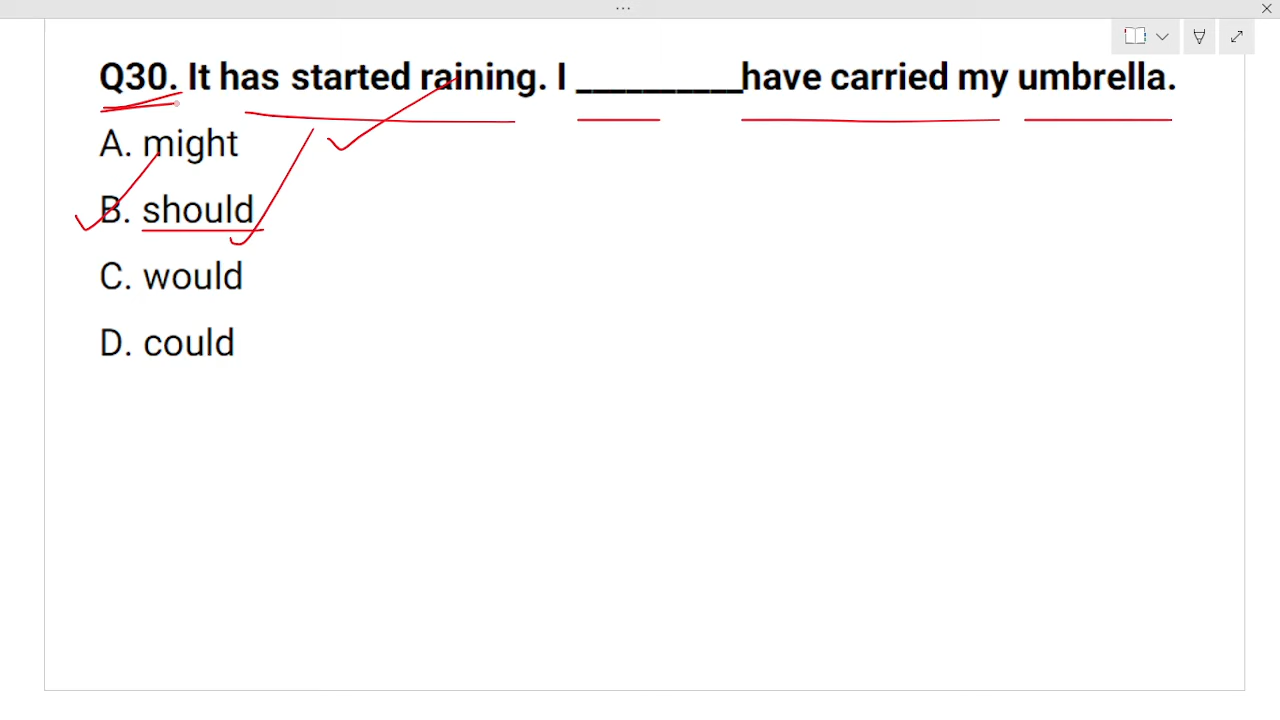 Q30. It has started raining. I __________have carried my umbrella.
A. might
B. should
C. would
D. could